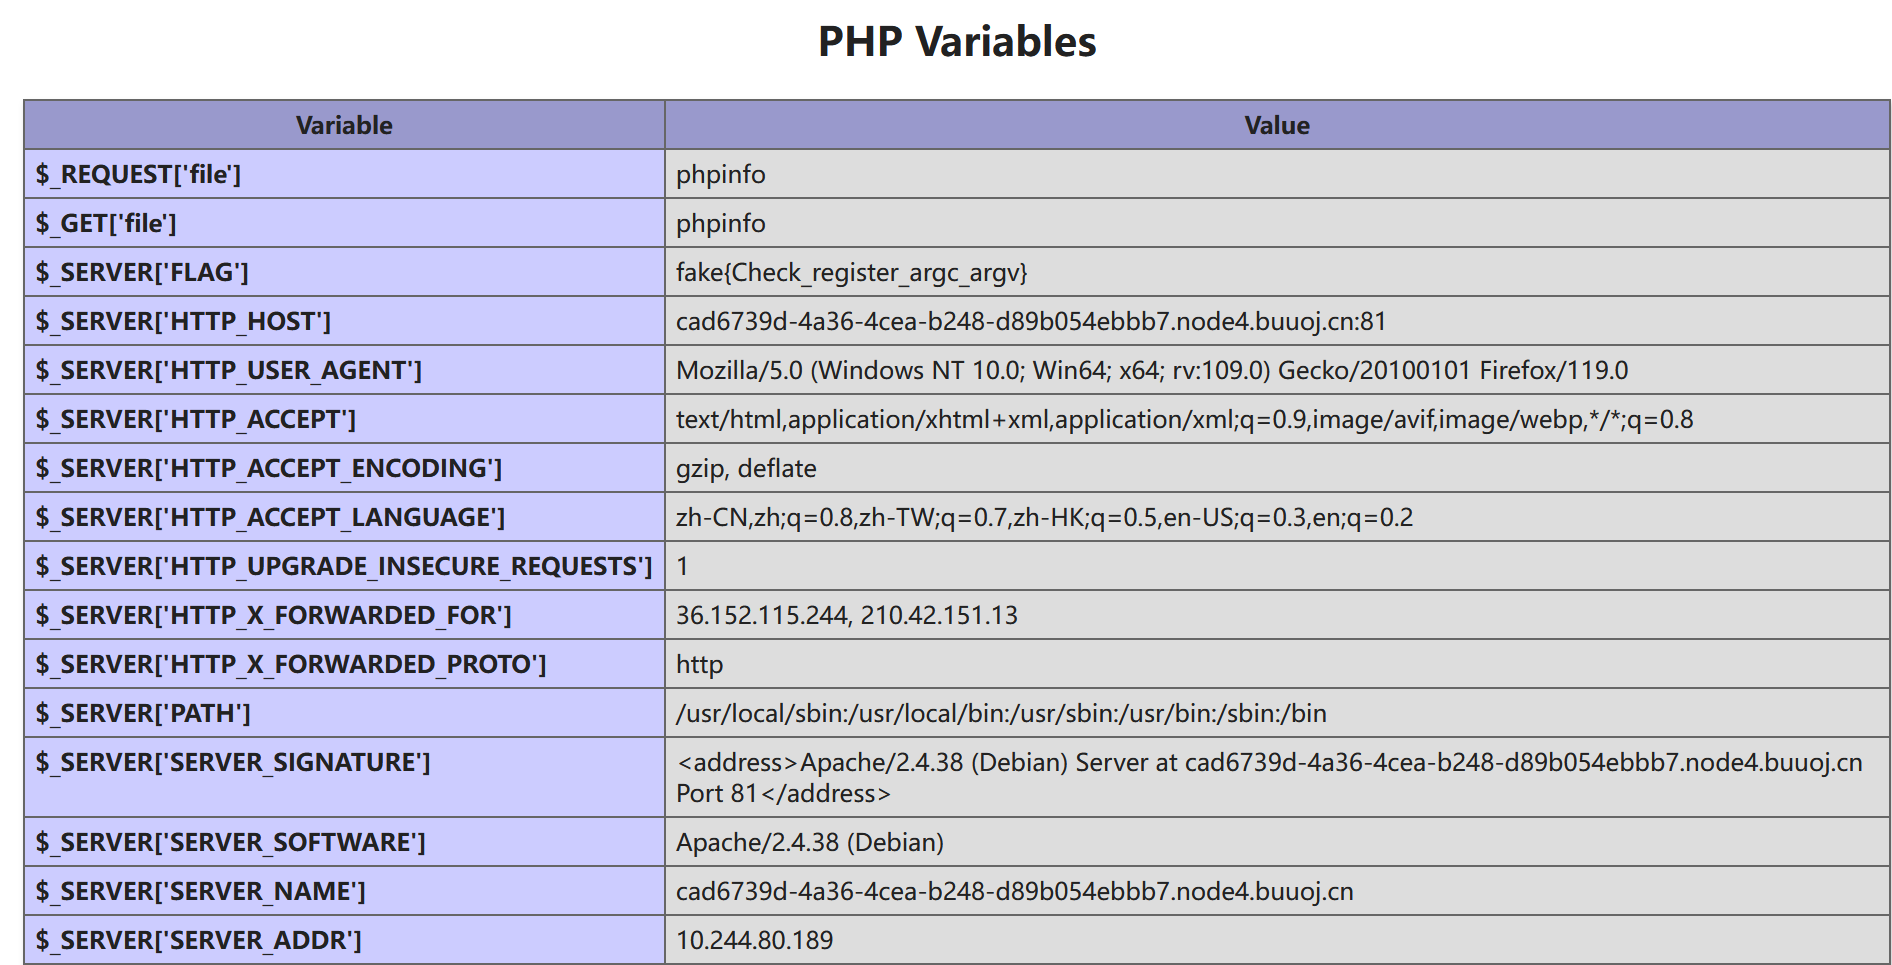 PHP Variables
Variable Value
$_REQUEST['file'] phpinfo
$_GET['file'] phpinfo
$_SERVER['FLAG'] fake{Check_register_argc_argv}
$_SERVER['HTTP_HOST'] cad6739d-4a36-4cea-b248-d89b054ebbb7.node4.buuoj.cn:81
$_SERVER['HTTP_USER_AGENT'] Mozilla/5.0 (Windows NT 10.0; Win64; x64; rv:109.0) Gecko/20100101 Firefox/119.0
$_SERVER['HTTP_ACCEPT'] text/html,application/xhtml+xml,application/xml;q=0.9,image/avif,image/webp,*/*;q=0.8
$_SERVER['HTTP_ACCEPT_ENCODING'] gzip, deflate
$_SERVER['HTTP_ACCEPT_LANGUAGE'] zh-CN,zh;q=0.8,zh-TW;q=0.7,zh-HK;q=0.5,en-US;q=0.3,en;q=0.2
$_SERVER['HTTP_UPGRADE_INSECURE_REQUESTS'] 1
$_SERVER['HTTP_X_FORWARDED_FOR'] 36.152.115.244, 210.42.151.13
$_SERVER['HTTP_X_FORWARDED_PROTO'] http
$_SERVER['PATH'] /usr/local/sbin:/usr/local/bin:/usr/sbin:/usr/bin:/sbin:/bin
$_SERVER['SERVER_SIGNATURE'] <address>Apache/2.4.38 (Debian) Server at cad6739d-4a36-4cea-b248-d89b054ebbb7.node4.buuoj.cn
Port 81</address>
$_SERVER['SERVER_SOFTWARE'] Apache/2.4.38 (Debian)
$_SERVER['SERVER_NAME'] cad6739d-4a36-4cea-b248-d89b054ebbb7.node4.buuoj.cn
$_SERVER['SERVER_ADDR'] 10.244.80.189